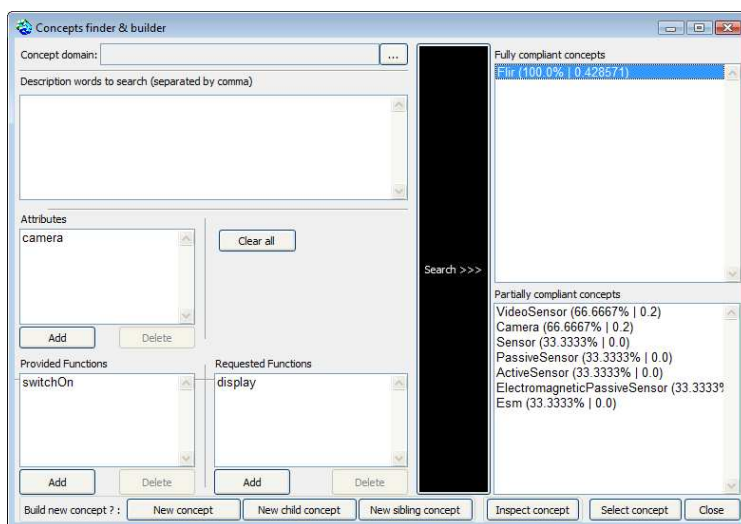 Concepts finder & builder
Concept domain:
...
Description words to search (separated by comma)
Attributes
camera
Clear all
Add
Delete
Provided Functions
switchOn
Add
Delete
Requested Functions
display
Add
Delete
Search >>>
Fully compliant concepts
Flir (100.0% | 0.428571)
Partially compliant concepts
VideoSensor (66.6667% | 0.2)
Camera (66.6667% | 0.2)
Sensor (33.3333% | 0.0)
PassiveSensor (33.3333% | 0.0)
ActiveSensor (33.3333% | 0.0)
ElectromagneticPassiveSensor (33.3333%
Esm (33.3333% | 0.0)
Build new concept ? :
New concept
New child concept
New sibling concept
Inspect concept
Select concept
Close